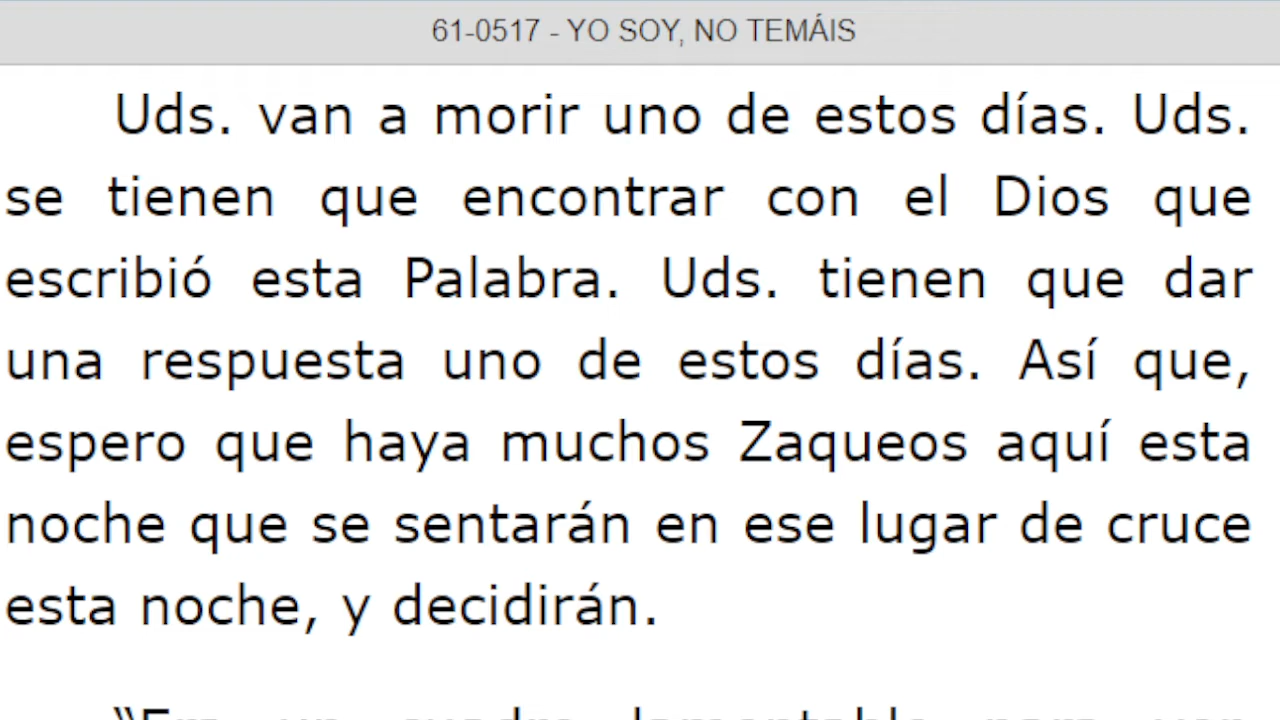 61-0517 - YO SOY, NO TEMÁIS
Uds. van a morir uno de estos días. Uds.
se tienen que encontrar con el Dios que
escribió esta Palabra. Uds. tienen que dar
una respuesta uno de estos días. Así que,
espero que haya muchos Zaqueos aquí esta
noche que se sentarán en ese lugar de cruce
esta noche, y decidirán.